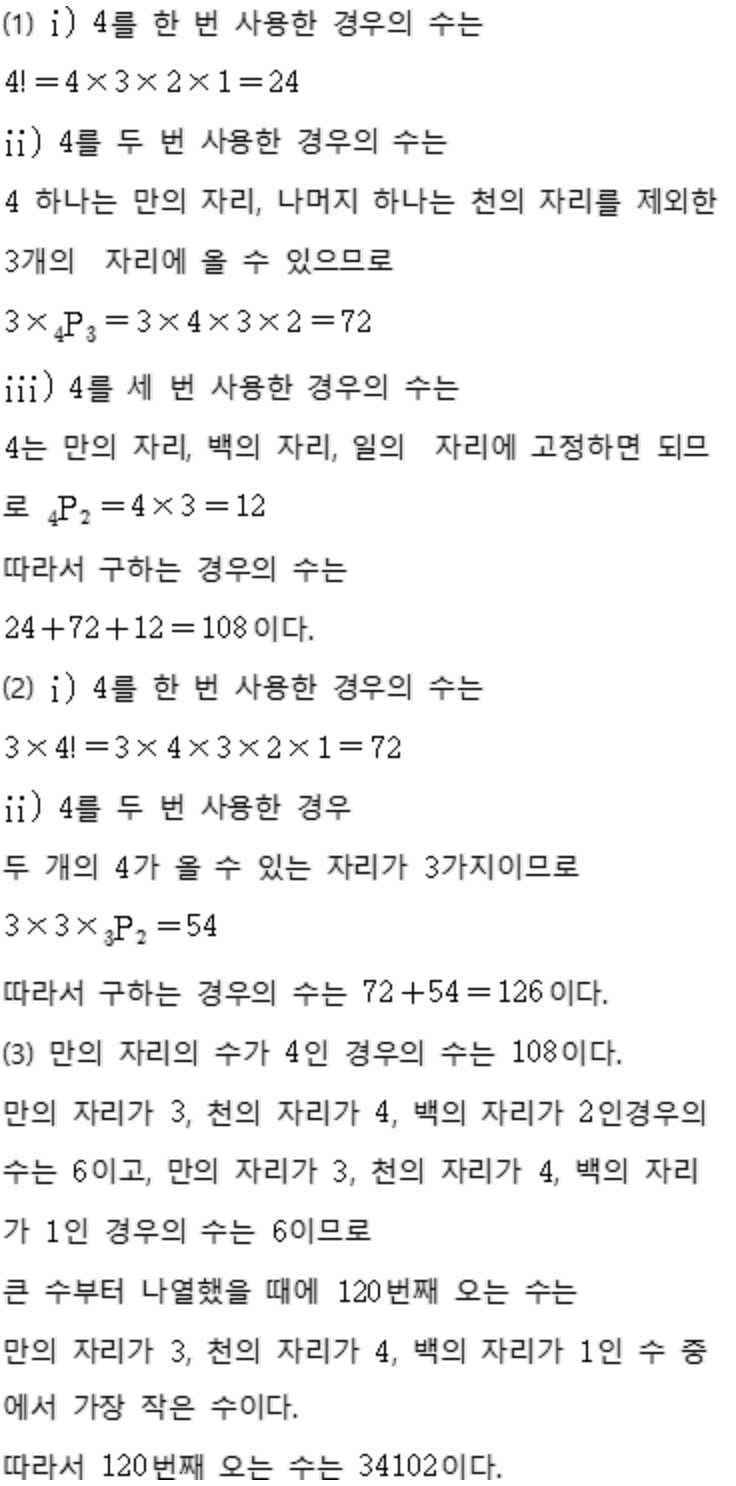 (1) ⅰ) 4를 한 번 사용한 경우의 수는
4!=4×3×2×1=24
ⅱ) 4를 두 번 사용한 경우의 수는
4 하나는 만의 자리, 나머지 하나는 천의 자리를 제외한
3개의 자리에 올 수 있으므로
3×₄P₃=3×4×3×2=72
ⅲ) 4를 세 번 사용한 경우의 수는
4는 만의 자리, 백의 자리, 일의 자리에 고정하면 되므
로 ₄P₂=4×3=12
따라서 구하는 경우의 수는
24+72+12=108이다.
(2) ⅰ) 4를 한 번 사용한 경우의 수는
3×4!=3×4×3×2×1=72
ⅱ) 4를 두 번 사용한 경우
두 개의 4가 올 수 있는 자리가 3가지이므로
3×3×₃P₂=54
따라서 구하는 경우의 수는 72+54=126이다.
(3) 만의 자리의 수가 4인 경우의 수는 108이다.
만의 자리가 3, 천의 자리가 4, 백의 자리가 2인경우의
수는 6이고, 만의 자리가 3, 천의 자리가 4, 백의 자리
가 1인 경우의 수는 6이므로
큰 수부터 나열했을 때에 120번째 오는 수는
만의 자리가 3, 천의 자리가 4, 백의 자리가 1인 수 중
에서 가장 작은 수이다.
따라서 120번째 오는 수는 34102이다.